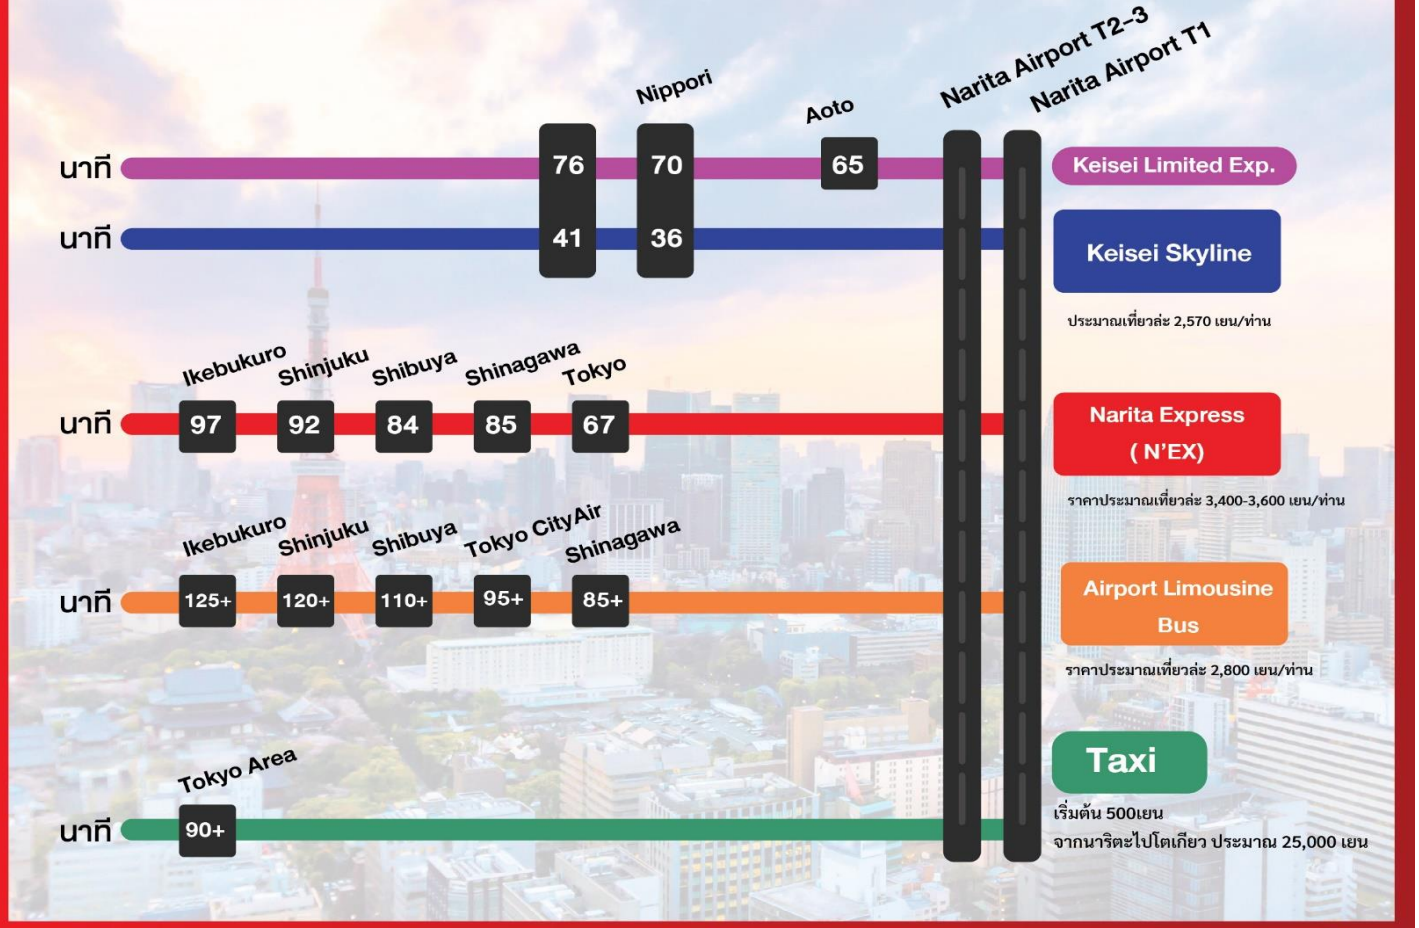 Narita Airport T2-3
Narita Airport T1
Nippori
Aoto
นาที
76
70
65
Keisei Limited Exp.
นาที
41
36
Keisei Skyline
ประมาณเที่ยวล่ะ 2,570 เยน/ท่าน
Ikebukuro
Shinjuku
Shibuya
Shinagawa
Tokyo
นาที
97
92
84
85
67
Narita Express
( N'EX)
ราคาประมาณเที่ยวล่ะ 3,400-3,600 เยน/ท่าน
Ikebukuro
Shinjuku
Shibuya
Tokyo CityAir
Shinagawa
นาที
125+
120+
110+
95+
85+
Airport Limousine
Bus
ราคาประมาณเที่ยวล่ะ 2,800 เยน/ท่าน
Tokyo Area
นาที
90+
Taxi
เริ่มต้น 500เยน
จากนาริตะไปโตเกียว ประมาณ 25,000 เยน